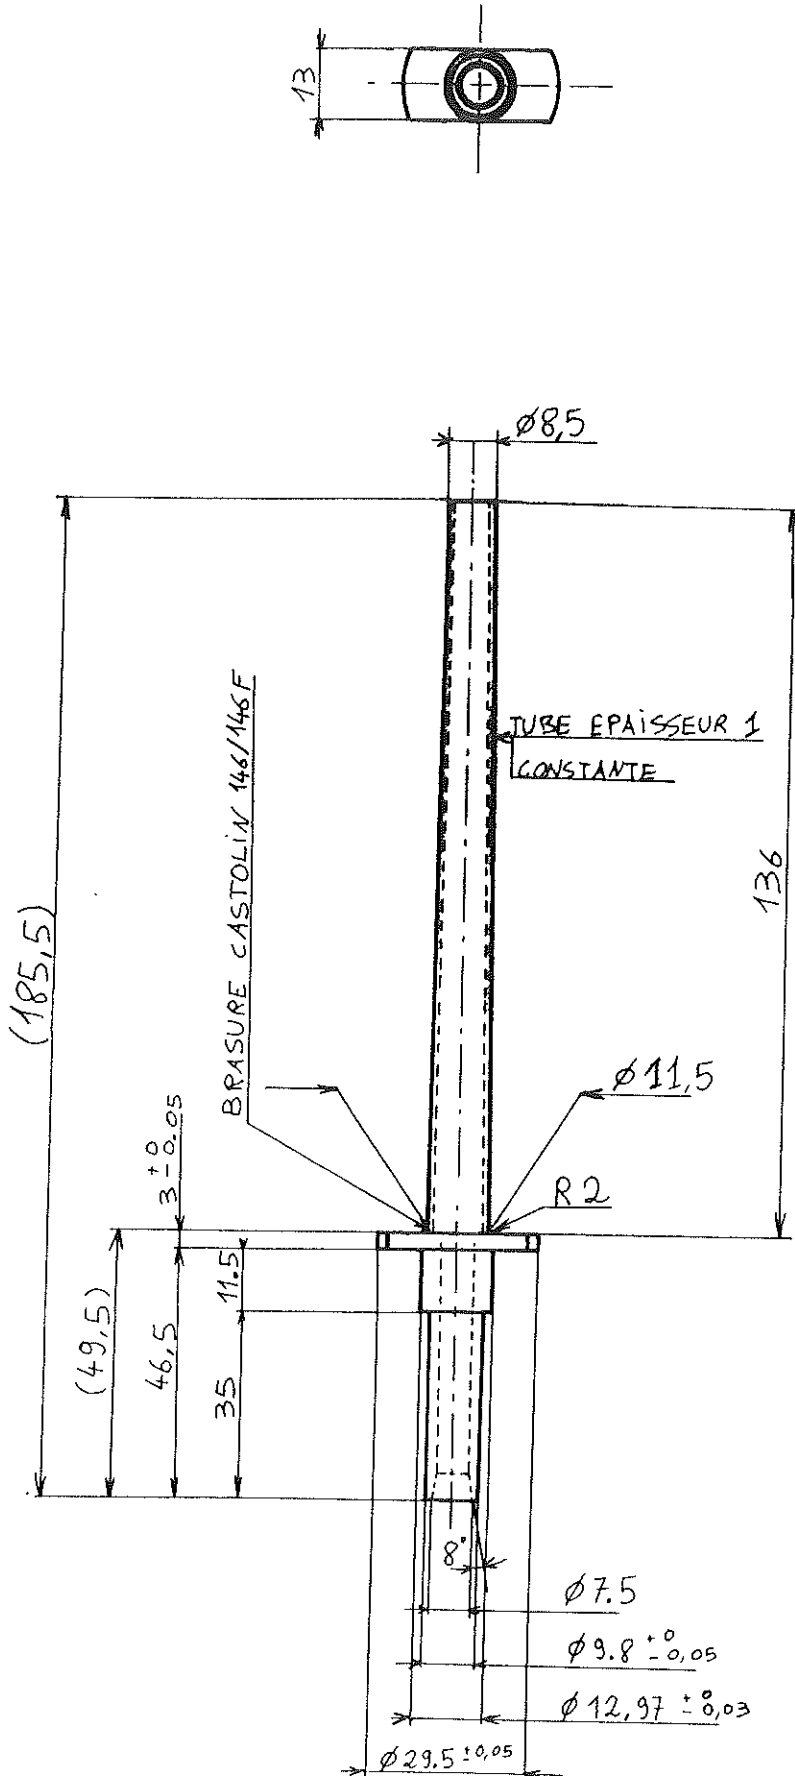 13
Ø8,5
TUBE EPAISSEUR 1
CONSTANTE
BRASURE CASTOLIN 146/146F
136
(185,5)
Ø11,5
3 +0 -0.05
R2
11.5
(49,5)
46,5
35
8°
Ø7.5
Ø9.8 +0 -0,05
Ø12,97 +0 -0,03
Ø29.5 ±0,05